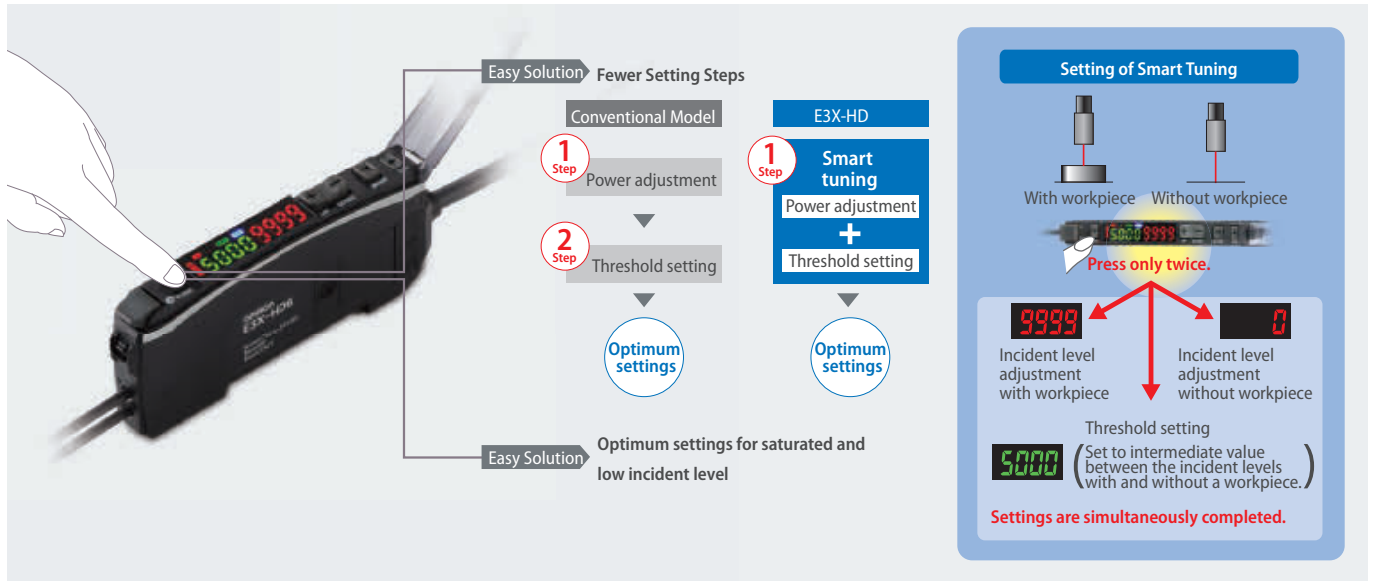 Easy Solution
Fewer Setting Steps
Conventional Model
1
Step
Power adjustment
2
Step
Threshold setting
Optimum
settings
E3X-HD
1
Step
Smart
tuning
Power adjustment
+
Threshold setting
Optimum
settings
Easy Solution
Optimum settings for saturated and
low incident level
5000 9999
E3X-HD6
Setting of Smart Tuning
With workpiece
Without workpiece
5000 9999
Press only twice.
9999
Incident level
adjustment
with workpiece
0
Incident level
adjustment
without workpiece
Threshold setting
5000
(Set to intermediate value
between the incident levels
with and without a workpiece.)
Settings are simultaneously completed.